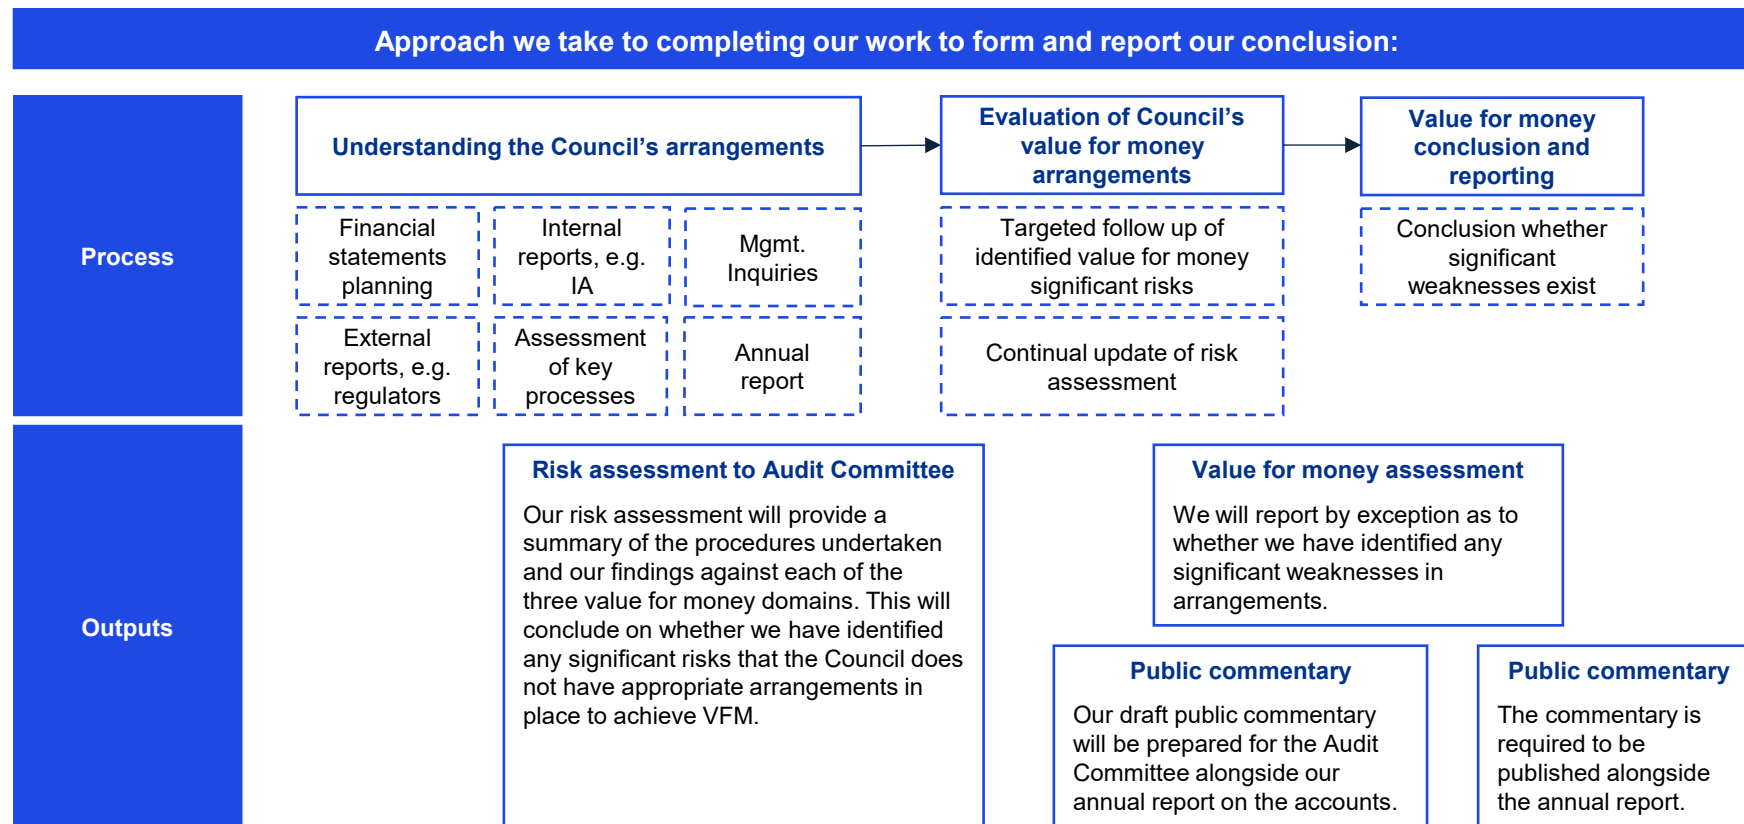 Approach we take to completing our work to form and report our conclusion:
Process
Understanding the Council’s arrangements
Financial
statements
planning
Internal
reports, e.g.
IA
Mgmt.
Inquiries
External
reports, e.g.
regulators
Assessment
of key
processes
Annual
report
Evaluation of Council’s
value for money
arrangements
Targeted follow up of
identified value for money
significant risks
Continual update of risk
assessment
Value for money
conclusion and
reporting
Conclusion whether
significant
weaknesses exist
Outputs
Risk assessment to Audit Committee
Our risk assessment will provide a
summary of the procedures undertaken
and our findings against each of the
three value for money domains. This will
conclude on whether we have identified
any significant risks that the Council does
not have appropriate arrangements in
place to achieve VFM.
Value for money assessment
We will report by exception as to
whether we have identified any
significant weaknesses in
arrangements.
Public commentary
Our draft public commentary
will be prepared for the Audit
Committee alongside our
annual report on the accounts.
Public commentary
The commentary is
required to be
published alongside
the annual report.